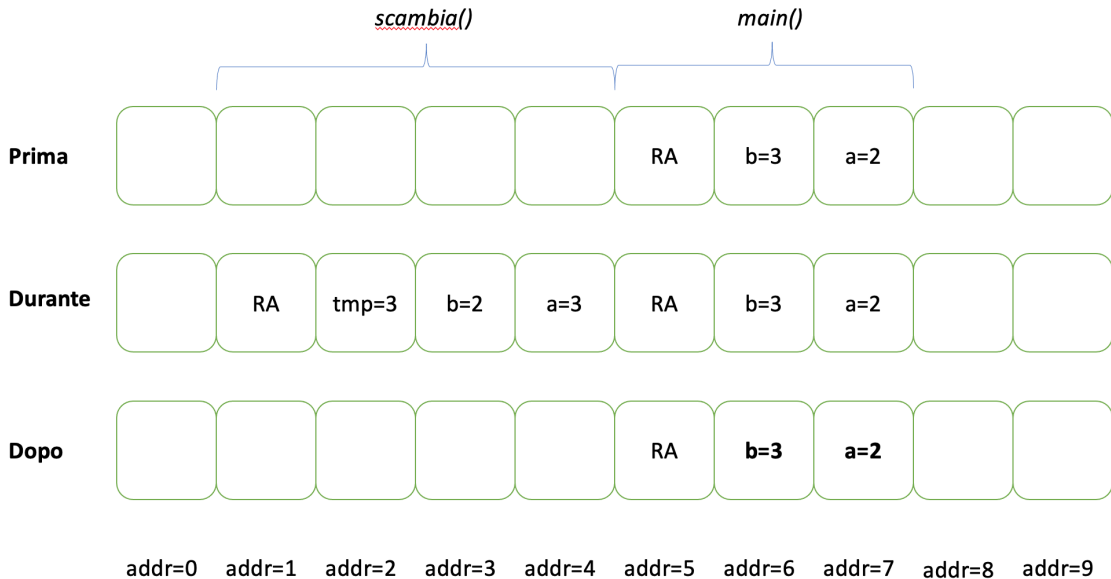 scambia() main()
Prima RA b=3 a=2
Durante RA tmp=3 b=2 a=3 RA b=3 a=2
Dopo RA b=3 a=2
addr=0 addr=1 addr=2 addr=3 addr=4 addr=5 addr=6 addr=7 addr=8 addr=9